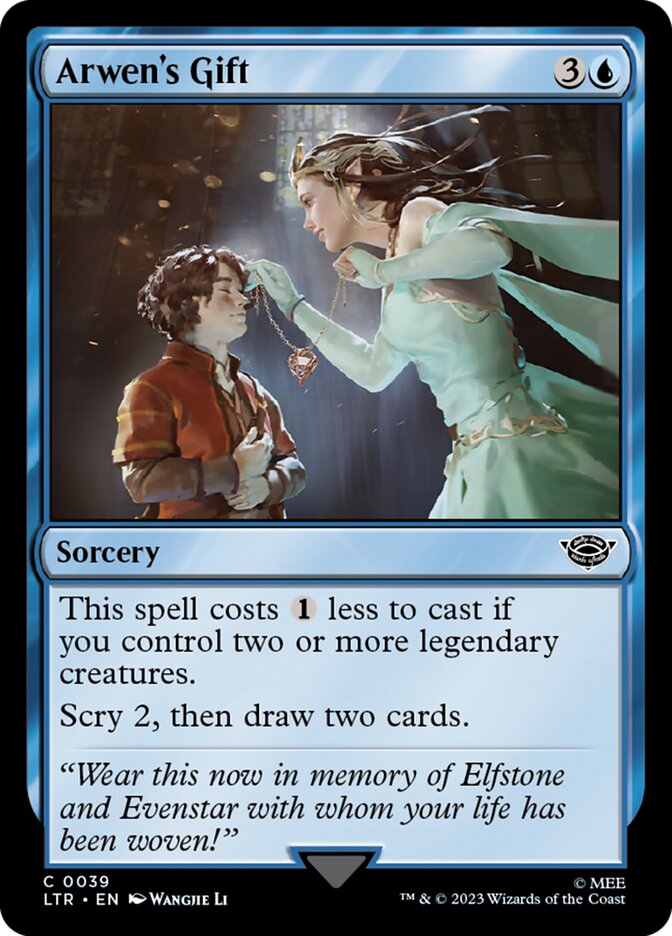 Arwen's Gift 3
Sorcery
This spell costs 1 less to cast if
you control two or more legendary
creatures.
Scry 2, then draw two cards.
“Wear this now in memory of Elfstone
and Evenstar with whom your life has
been woven!”
C 0039
LTR • EN Wangjie Li
© MEE
™ & © 2023 Wizards of the Coast